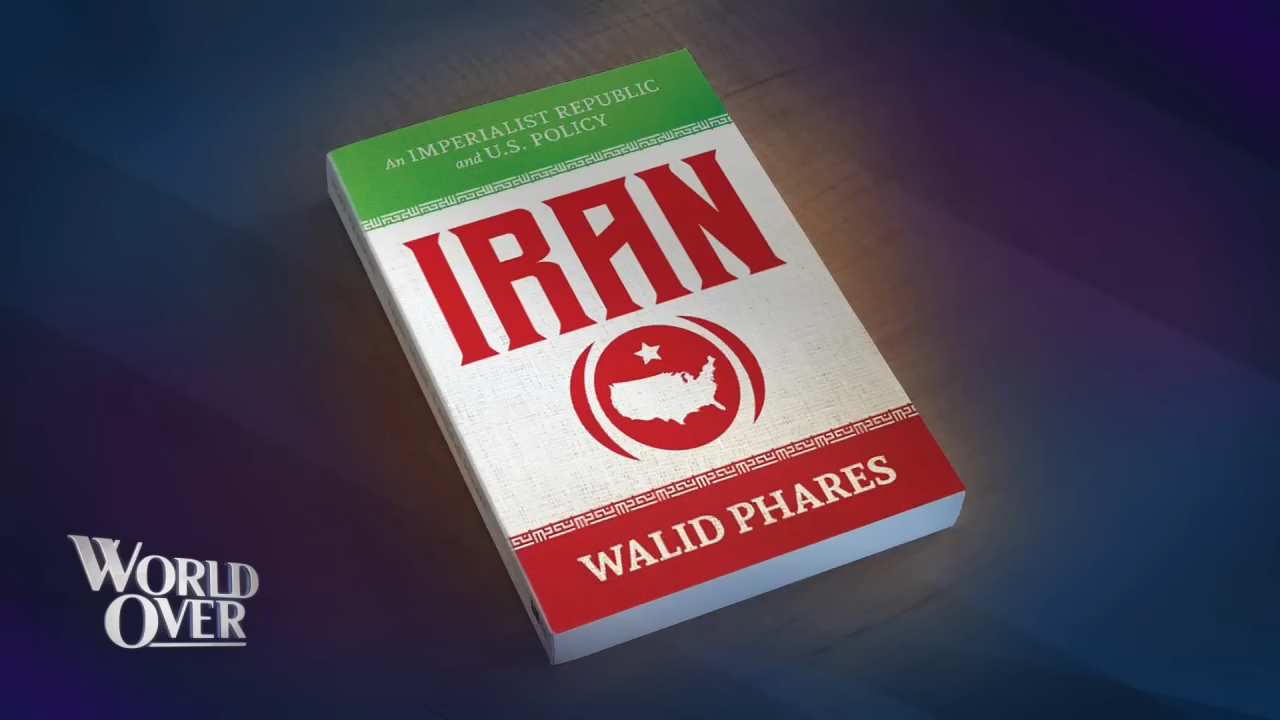 An IMPERIALIST REPUBLIC
and U.S. POLICY
IRAN
WALID PHARES
WORLD
OVER